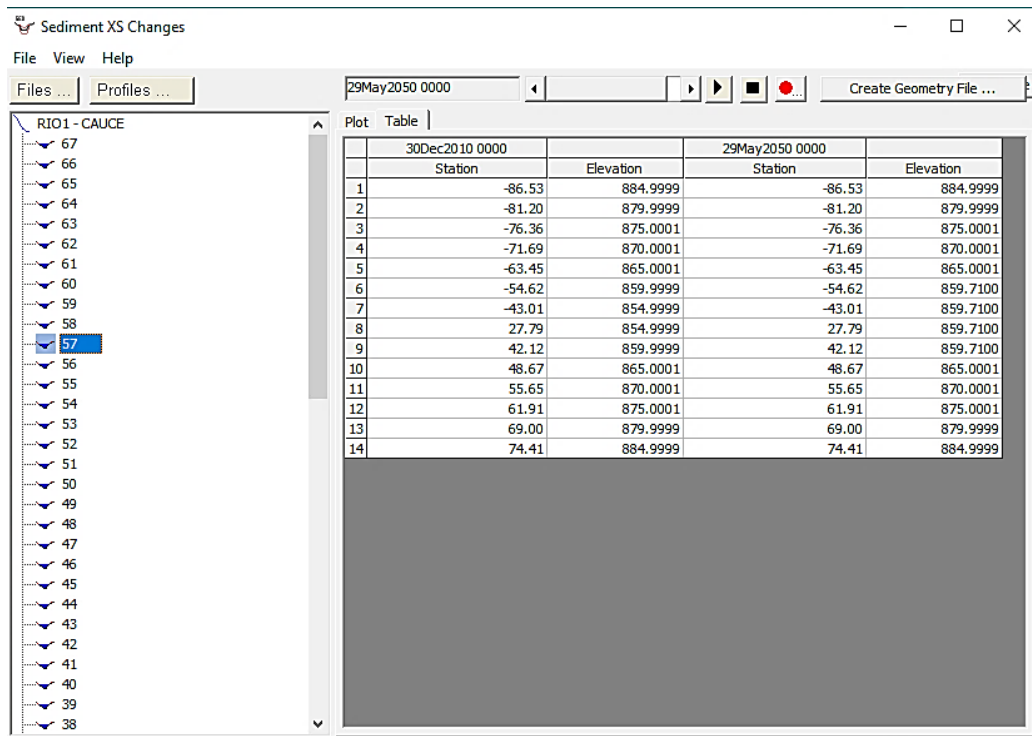 Sediment XS Changes
File View Help
Files ... Profiles ... 29May2050 0000 Create Geometry File ...
RIO1 - CAUCE
67
66
65
64
63
62
61
60
59
58
57
56
55
54
53
52
51
50
49
48
47
46
45
44
43
42
41
40
39
38
Plot Table
30Dec2010 0000 29May2050 0000
Station Elevation Station Elevation
1 -86.53 884.9999 -86.53 884.9999
2 -81.20 879.9999 -81.20 879.9999
3 -76.36 875.0001 -76.36 875.0001
4 -71.69 870.0001 -71.69 870.0001
5 -63.45 865.0001 -63.45 865.0001
6 -54.62 859.9999 -54.62 859.7100
7 -43.01 854.9999 -43.01 859.7100
8 27.79 854.9999 27.79 859.7100
9 42.12 859.9999 42.12 859.7100
10 48.67 865.0001 48.67 865.0001
11 55.65 870.0001 55.65 870.0001
12 61.91 875.0001 61.91 875.0001
13 69.00 879.9999 69.00 879.9999
14 74.41 884.9999 74.41 884.9999